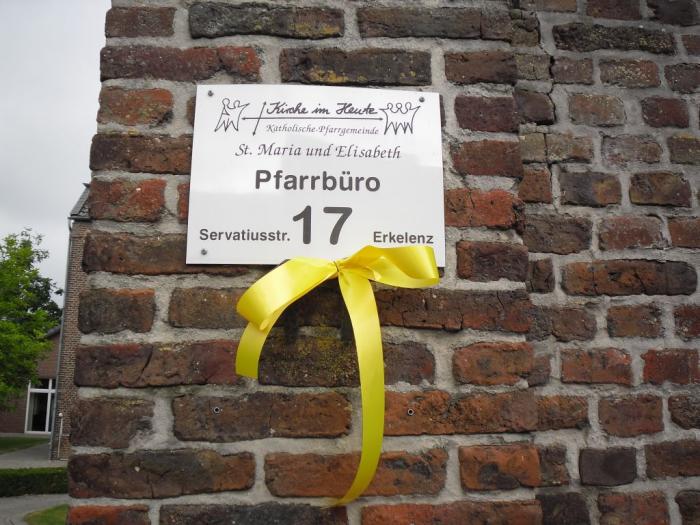 Kirche im Heute
Katholische-Pfarrgemeinde
St. Maria und Elisabeth
Pfarrbüro
Servatiusstr. 17 Erkelenz